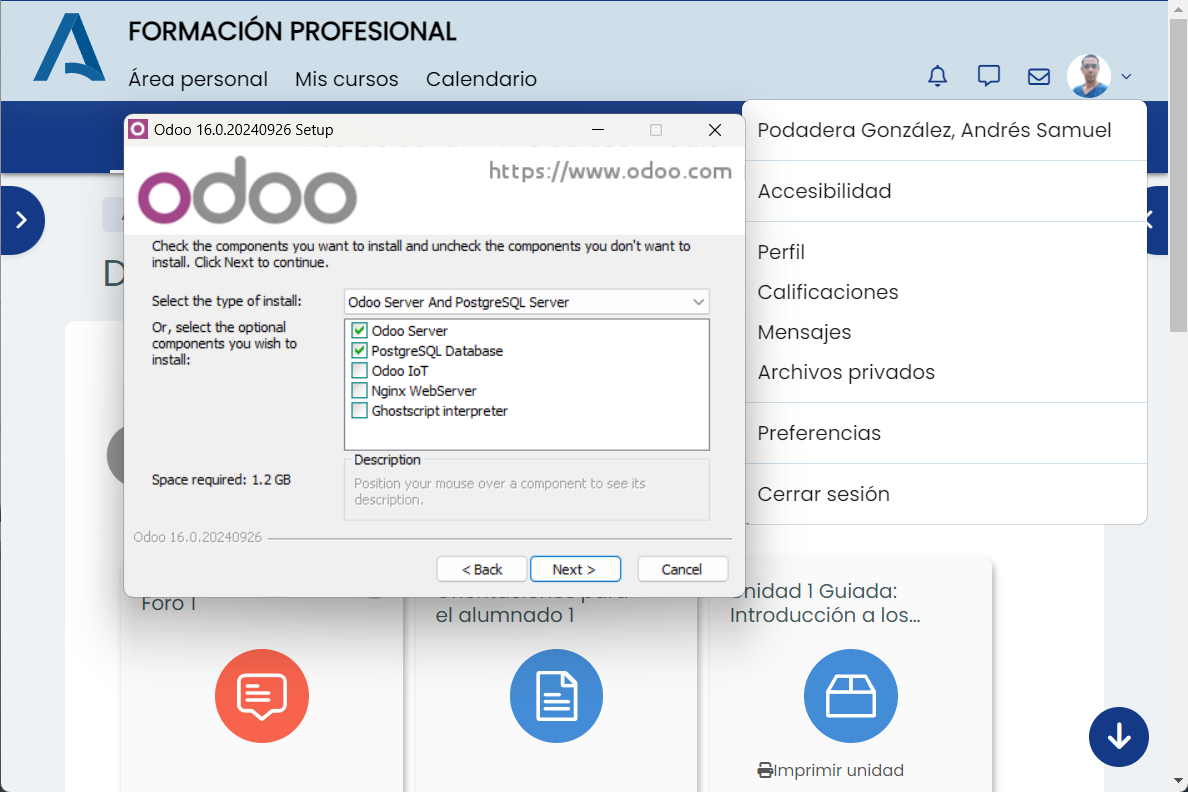 FORMACIÓN PROFESIONAL
Área personal
Mis cursos
Calendario
Odoo 16.0.20240926 Setup
odoo
https://www.odoo.com
Check the components you want to install and uncheck the components you don't want to
install. Click Next to continue.
Select the type of install:
Odoo Server And PostgreSQL Server
Or, select the optional
components you wish to
install:
Odoo Server
PostgreSQL Database
Odoo IoT
Nginx WebServer
Ghostscript interpreter
Space required: 1.2 GB
Description
Position your mouse over a component to see its
description.
Odoo 16.0.20240926
< Back
Next >
Cancel
Podadera González, Andrés Samuel
Accesibilidad
Perfil
Calificaciones
Mensajes
Archivos privados
Preferencias
Cerrar sesión
Foro 1
Orientaciones para
el alumnado 1
Unidad 1 Guiada:
Introducción a los...
Imprimir unidad